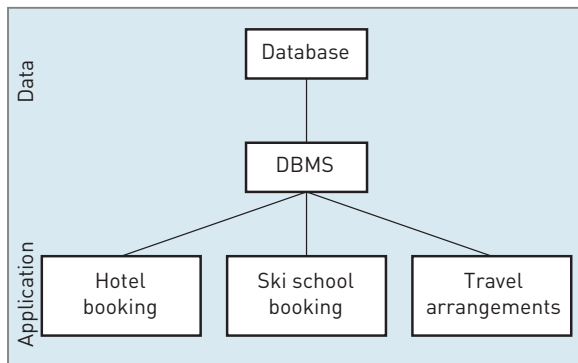 Data
Database
DBMS
Application
Hotel
booking
Ski school
booking
Travel
arrangements